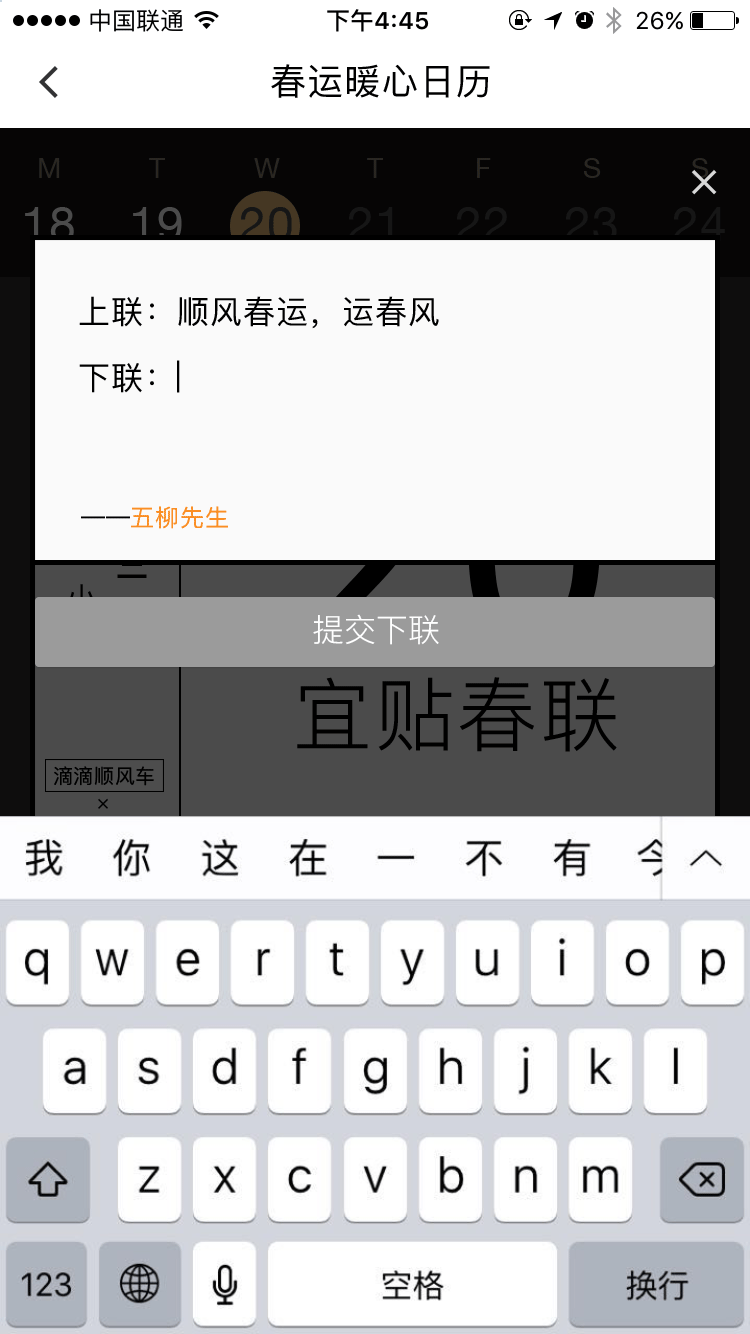 ●●●●● 中国联通 下午4:45 26%
春运暖心日历
M T W T F S S
18 19 20 21 22 23 24
上联：顺风春运，运春风
下联：
——五柳先生
提交下联
宜贴春联
滴滴顺风车
×
我 你 这 在 一 不 有 今
q w e r t y u i o p
a s d f g h j k l
z x c v b n m
123 空格 换行